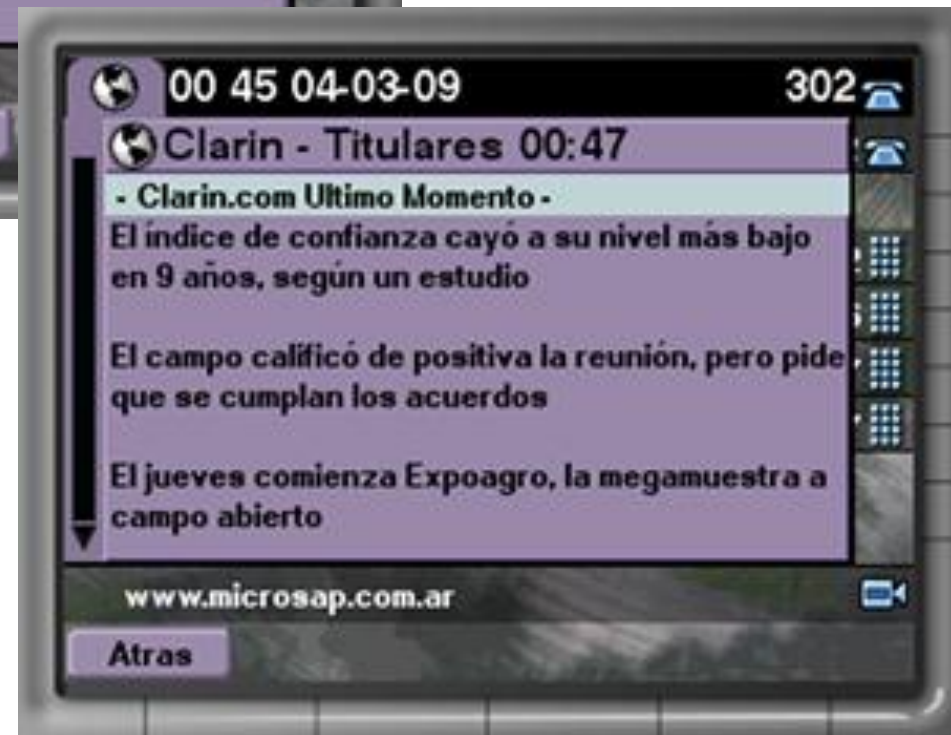 00 45 04-03-09
302
Clarin - Titulares 00:47
- Clarin.com Ultimo Momento -
El índice de confianza cayó a su nivel más bajo
en 9 años, según un estudio
El campo calificó de positiva la reunión, pero pide
que se cumplan los acuerdos
El jueves comienza Expoagro, la megamuestra a
campo abierto
www.microsap.com.ar
Atras